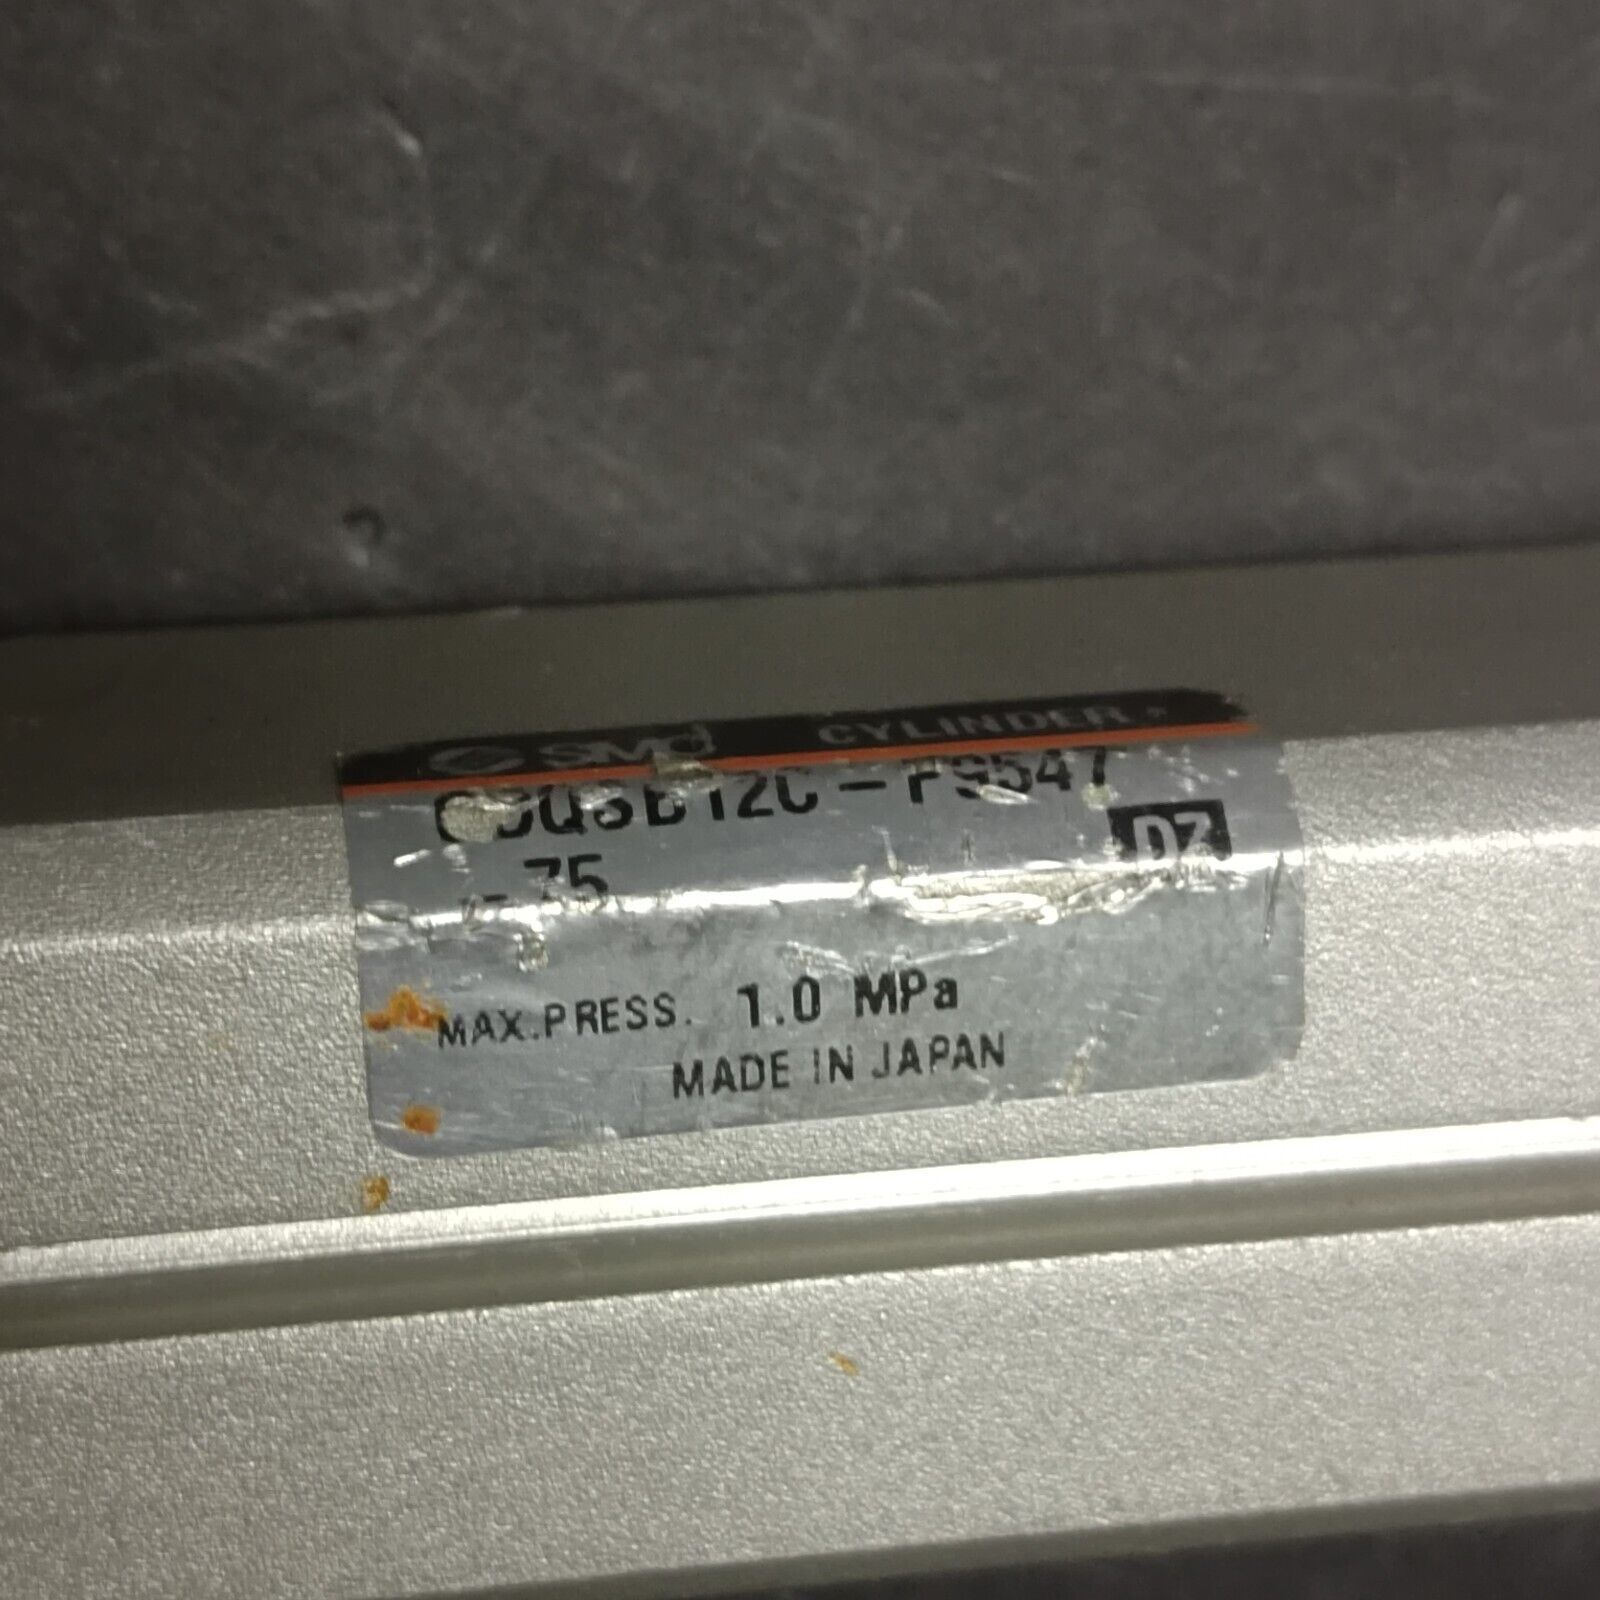 SMC CYLINDER
CDQSB12C-P9547
DZ
-75
MAX.PRESS. 1.0 MPa
MADE IN JAPAN